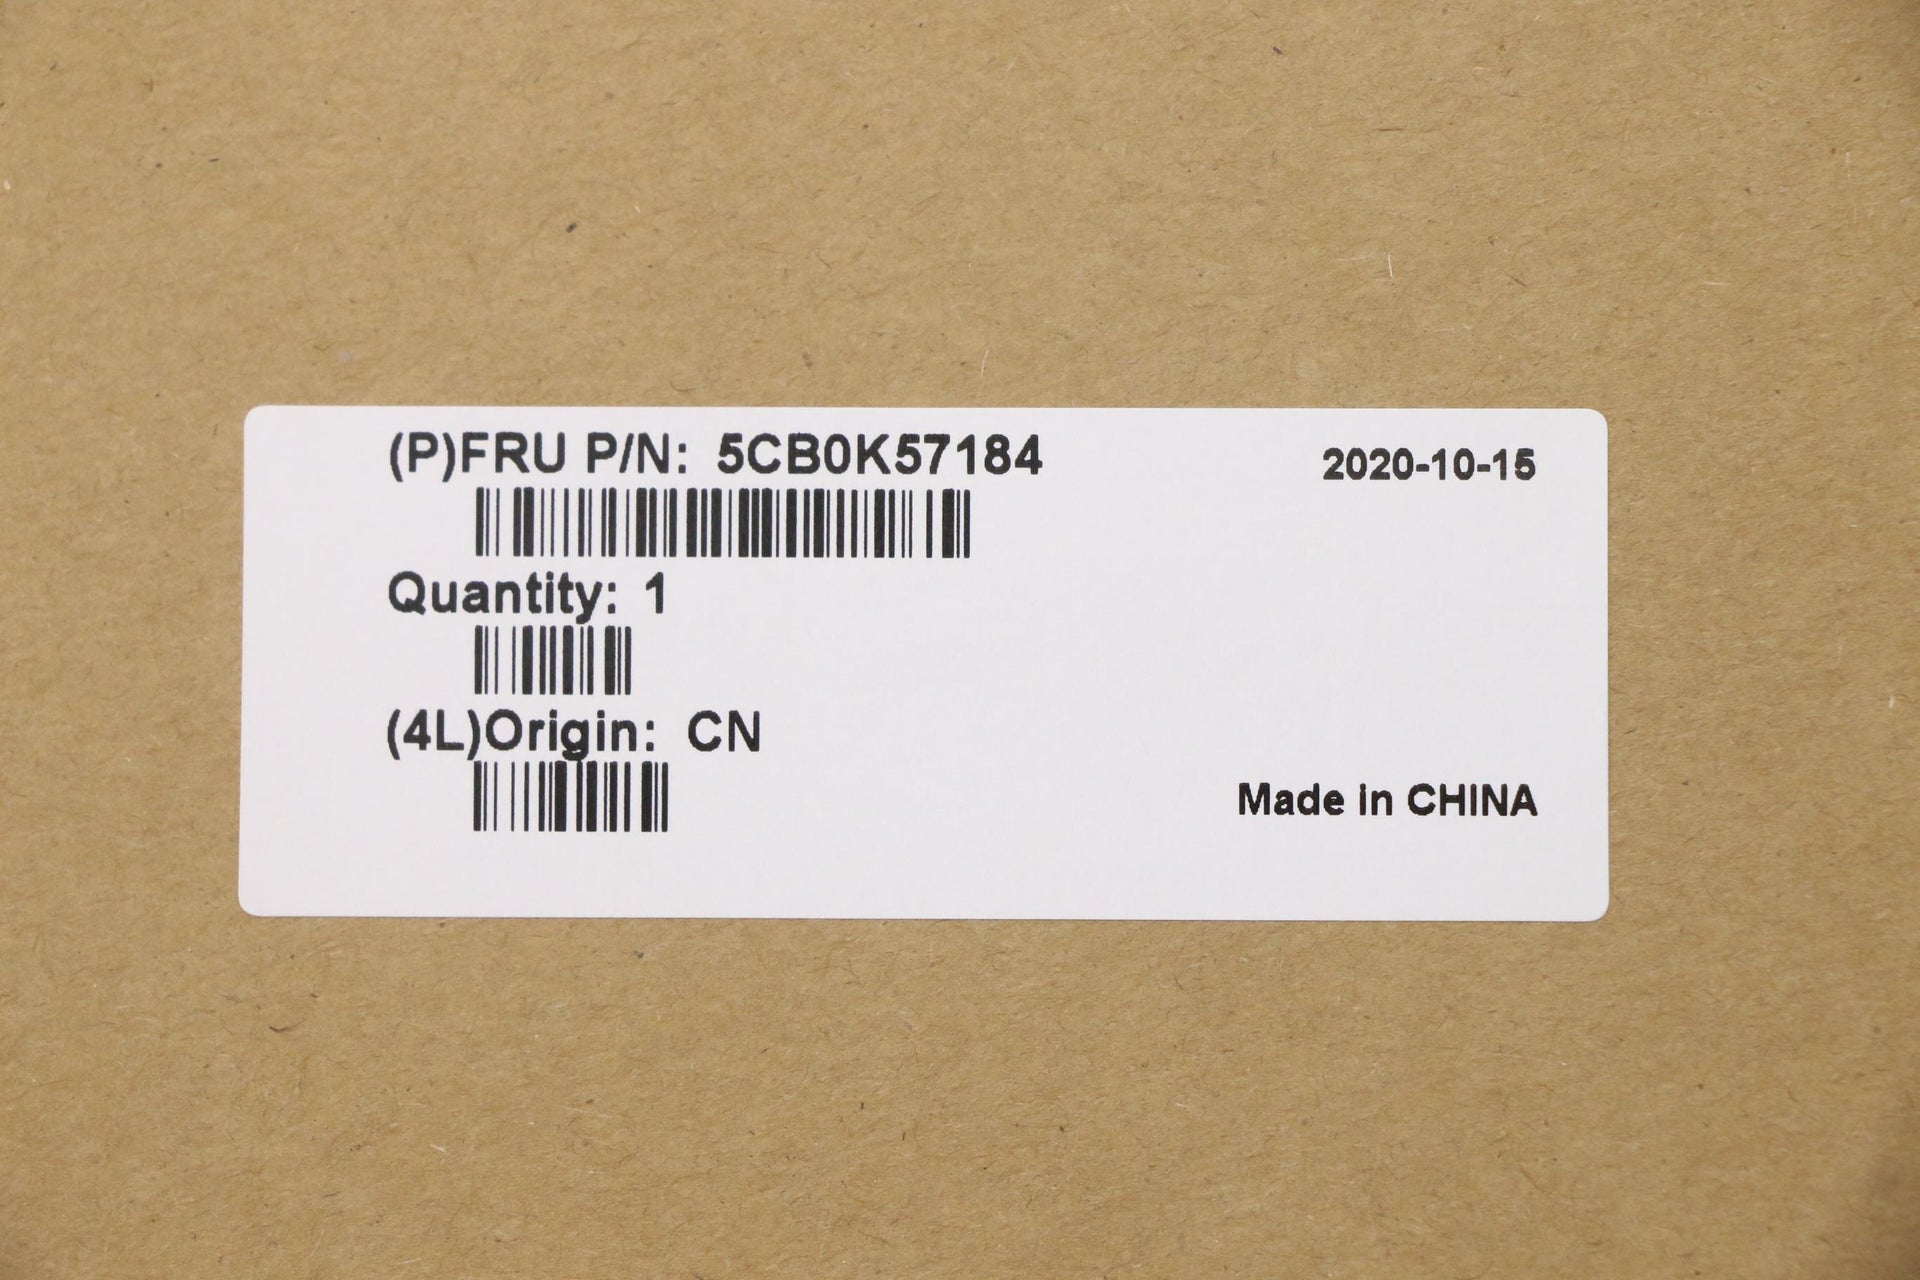 (P)FRU P/N: 5CB0K57184
2020-10-15
Quantity: 1
(4L)Origin: CN
Made in CHINA